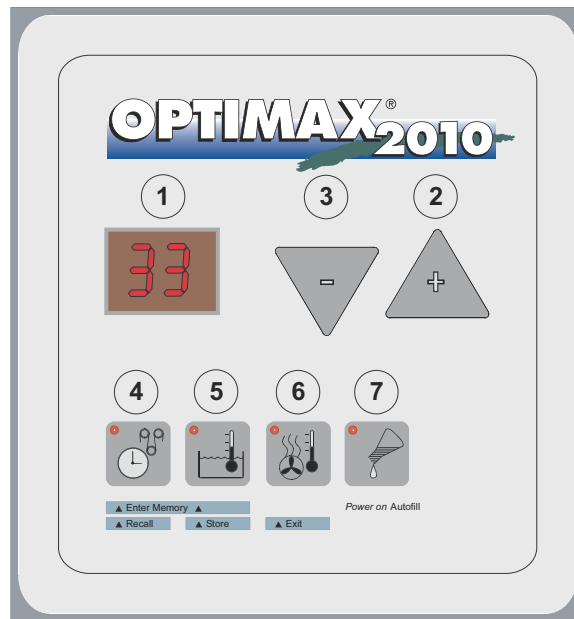 OPTIMAX®
2010
1
3
2
33
-
+
4
5
6
7
▲ Enter Memory ▲
Power on Autofill
▲ Recall
▲ Store
▲ Exit